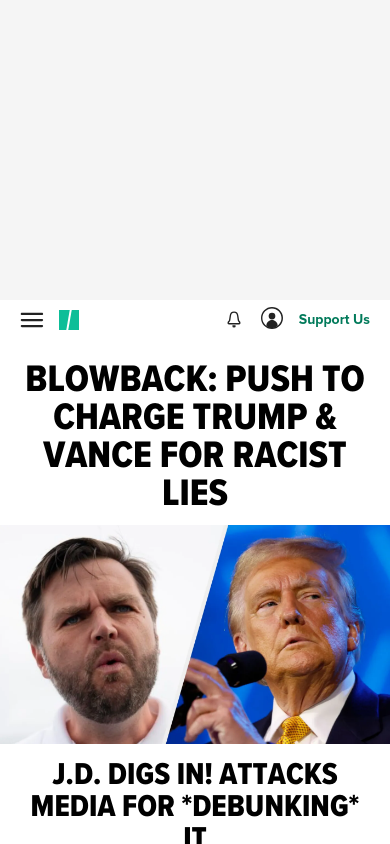 Support Us
BLOWBACK: PUSH TO
CHARGE TRUMP &
VANCE FOR RACIST
LIES
J.D. DIGS IN! ATTACKS
MEDIA FOR *DEBUNKING*
IT